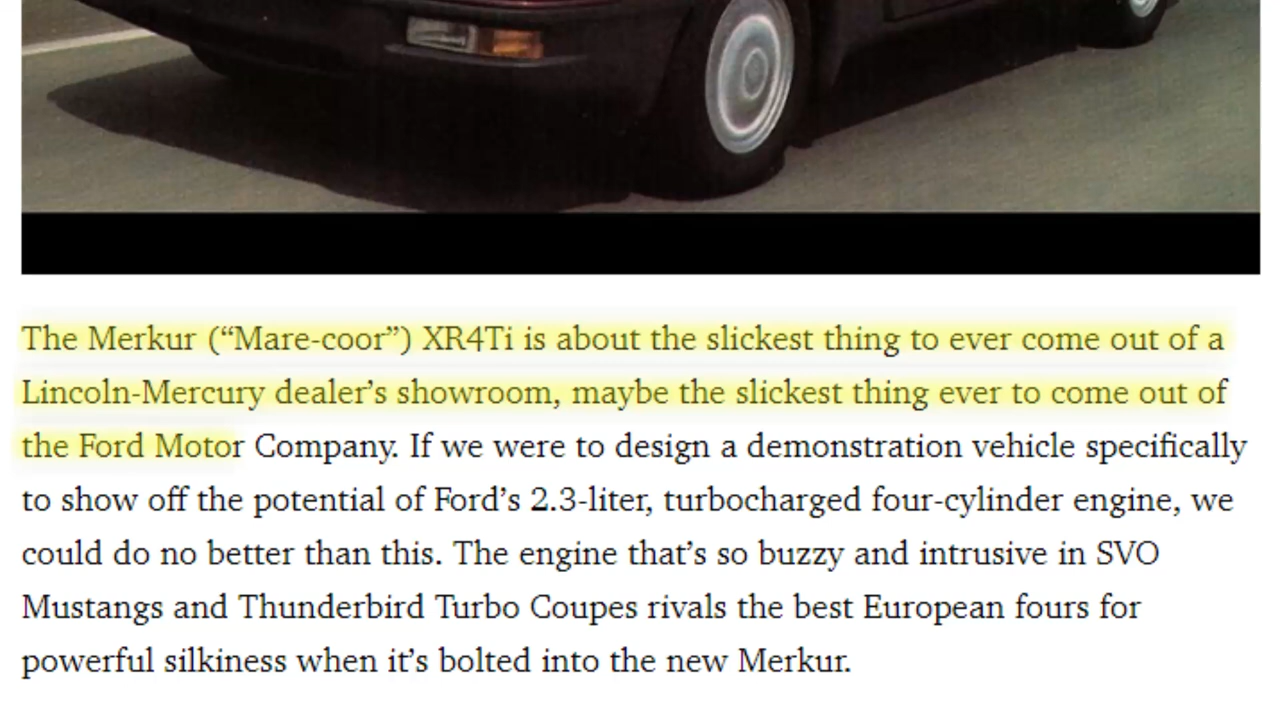 The Merkur (“Mare-coor”) XR4Ti is about the slickest thing to ever come out of a
Lincoln-Mercury dealer’s showroom, maybe the slickest thing ever to come out of
the Ford Motor Company. If we were to design a demonstration vehicle specifically
to show off the potential of Ford’s 2.3-liter, turbocharged four-cylinder engine, we
could do no better than this. The engine that’s so buzzy and intrusive in SVO
Mustangs and Thunderbird Turbo Coupes rivals the best European fours for
powerful silkiness when it’s bolted into the new Merkur.